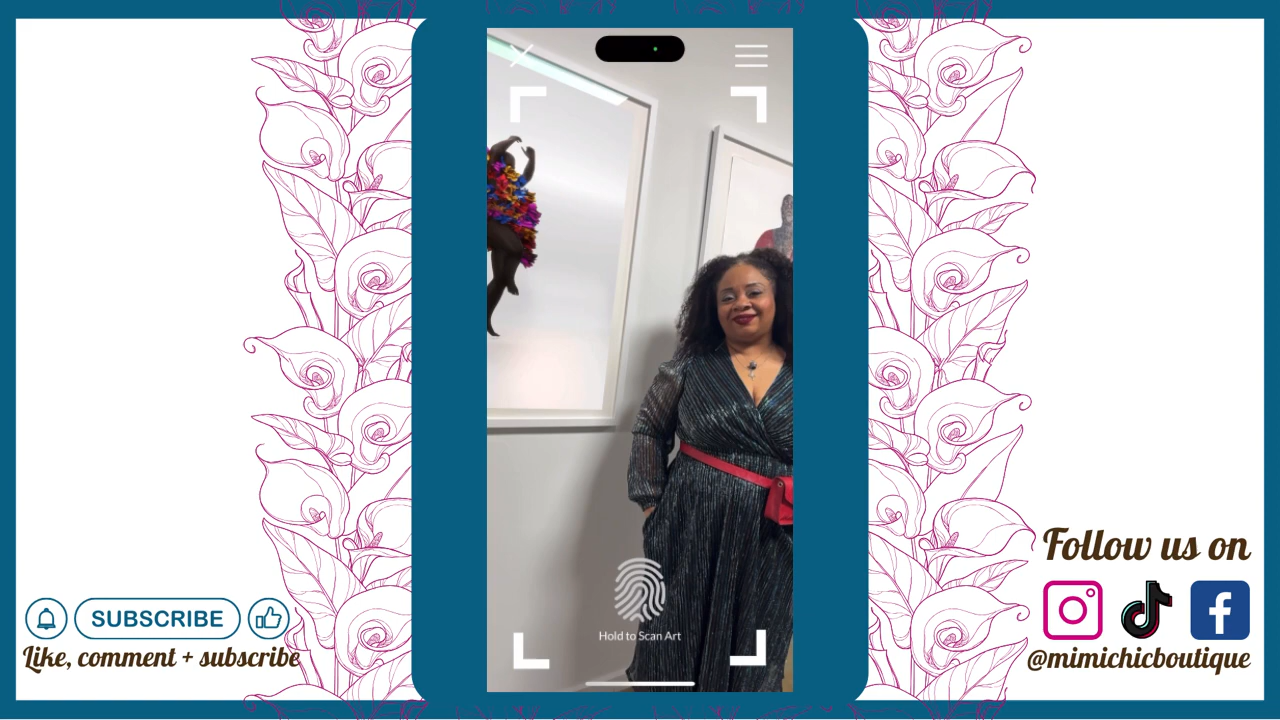 Hold to Scan Art
SUBSCRIBE
Like, comment + subscribe
Follow us on
@mimichicboutique